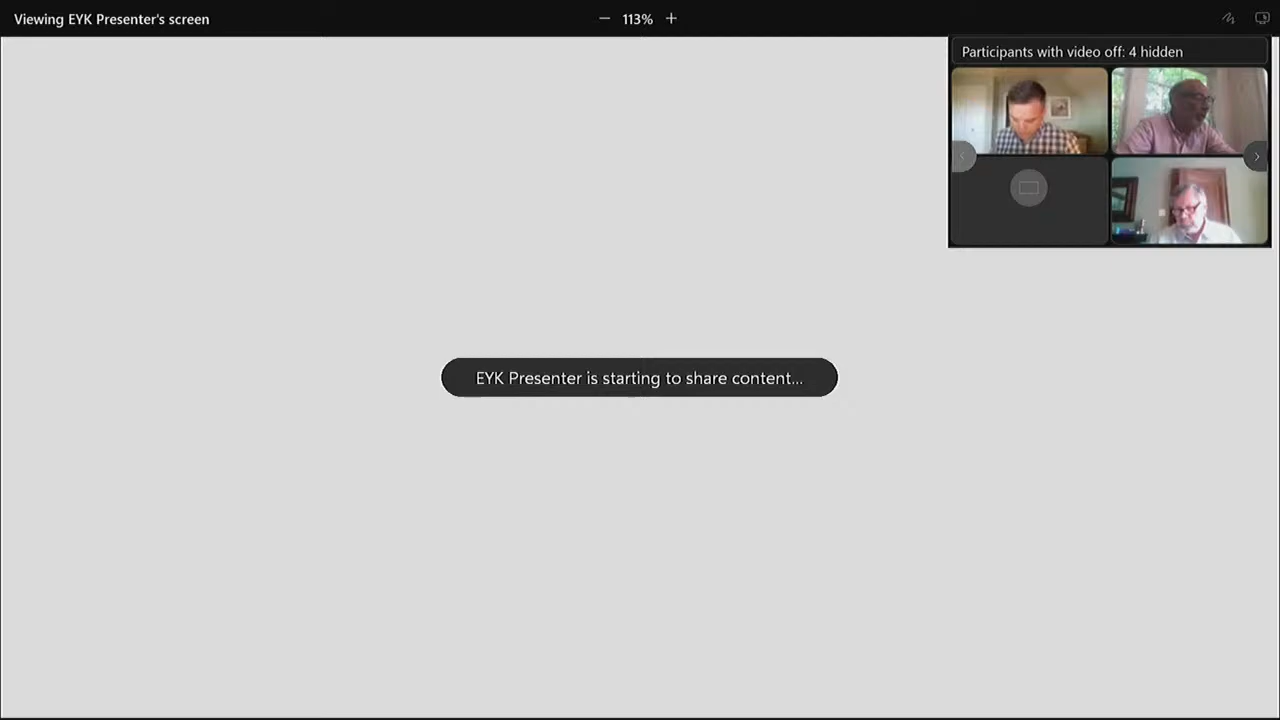 Viewing EYK Presenter's screen
113%
Participants with video off: 4 hidden
EYK Presenter is starting to share content...